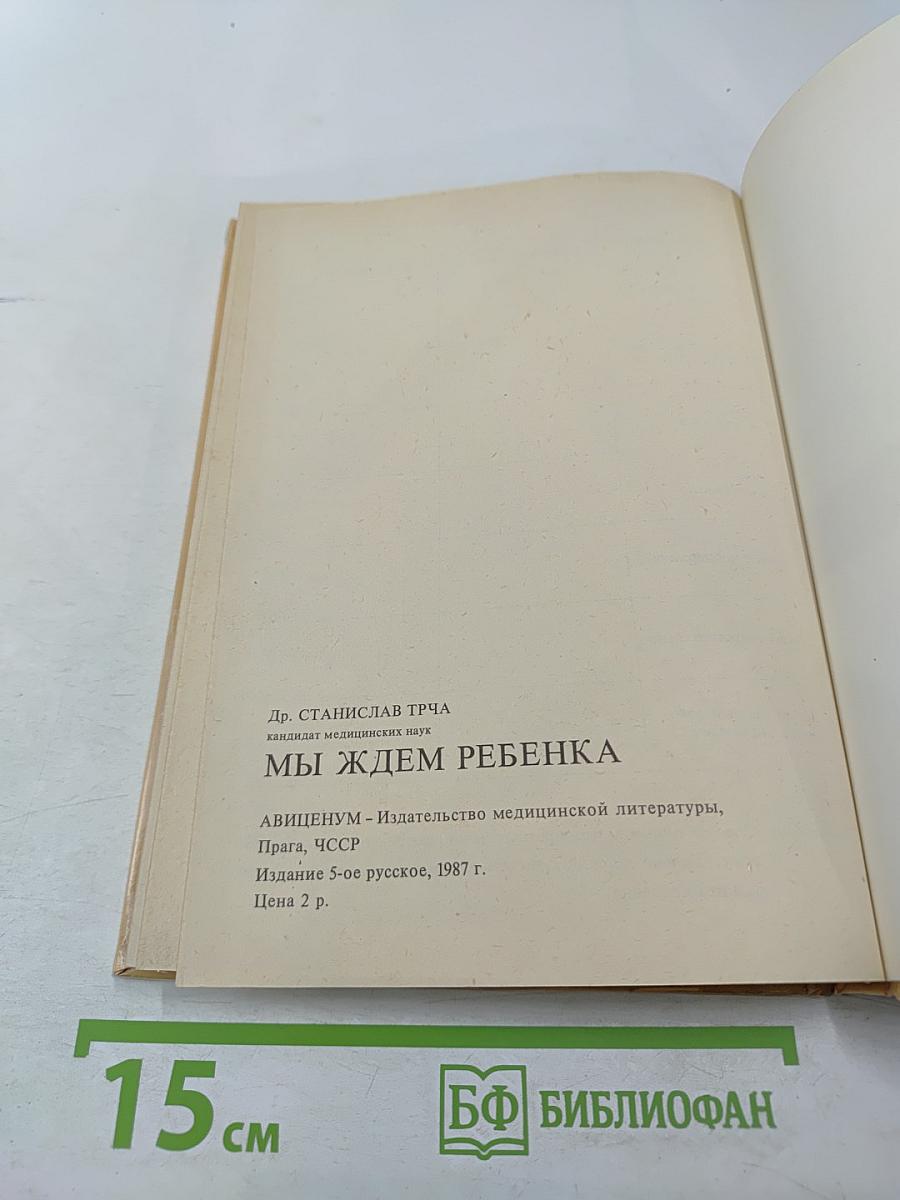 Др. СТАНИСЛАВ ТРЧА
кандидат медицинских наук
МЫ ЖДЕМ РЕБЕНКА
АВИЦЕНУМ – Издательство медицинской литературы,
Прага, ЧССР
Издание 5-ое русское, 1987 г.
Цена 2 р.
15 см
БФ БИБЛИОФАН